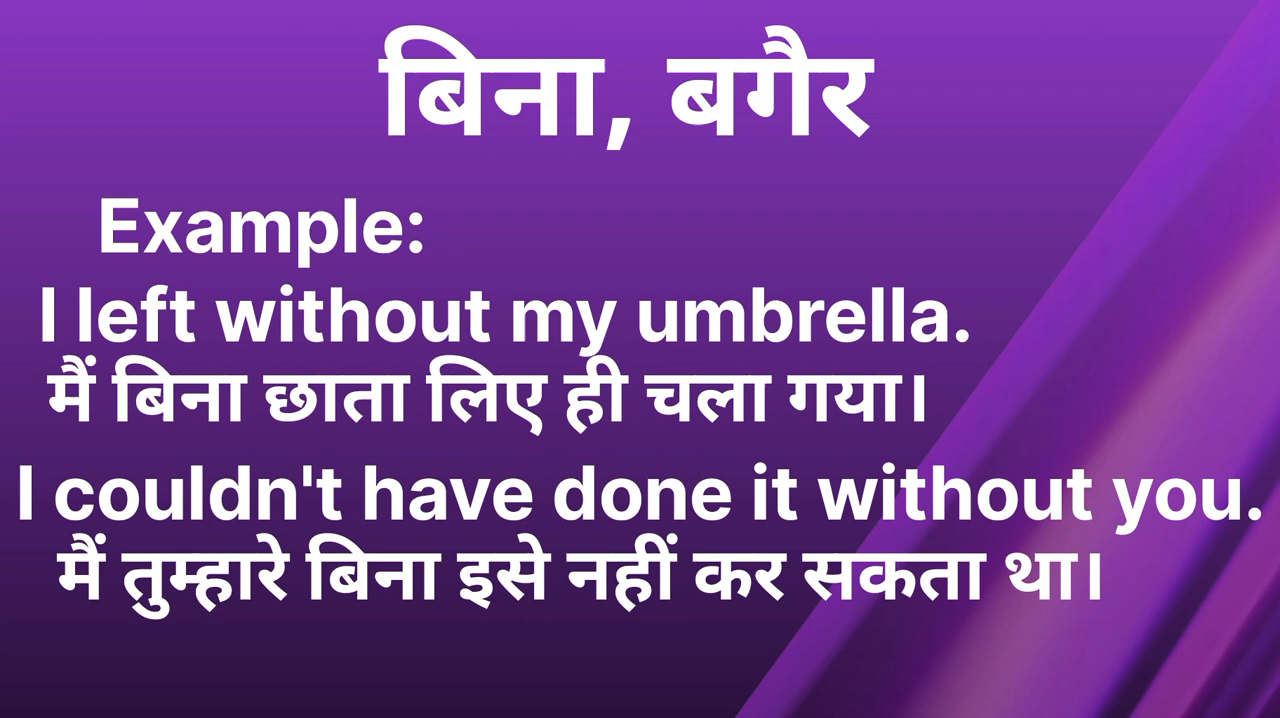 बिना, बगैर
Example:
I left without my umbrella.
मैं बिना छाता लिए ही चला गया।
I couldn't have done it without you.
मैं तुम्हारे बिना इसे नहीं कर सकता था।